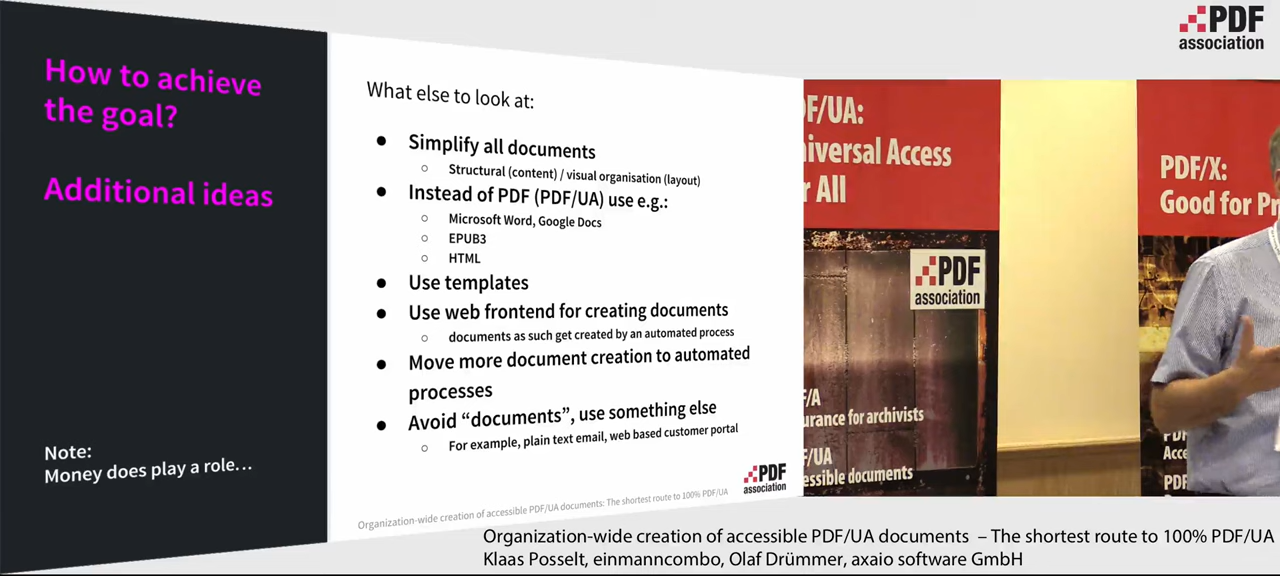 How to achieve
the goal?
Additional ideas
Note:
Money does play a role…
What else to look at:
● Simplify all documents
○ Structural (content) / visual organisation (layout)
● Instead of PDF (PDF/UA) use e.g.:
○ Microsoft Word, Google Docs
○ EPUB3
○ HTML
● Use templates
● Use web frontend for creating documents
○ documents as such get created by an automated process
● Move more document creation to automated
processes
● Avoid “documents”, use something else
○ For example, plain text email, web based customer portal
PDF
association
Organization-wide creation of accessible PDF/UA documents: The shortest route to 100% PDF/UA
PDF
association
F/UA:
iversal Access
r All
PDF
association
F/A
urance for archivists
F/UA
essible documents
PDF/X:
Good for Pr
PDF
Acce
PDF
Organization-wide creation of accessible PDF/UA documents – The shortest route to 100% PDF/UA
Klaas Posselt, einmanncombo, Olaf Drümmer, axaio software GmbH